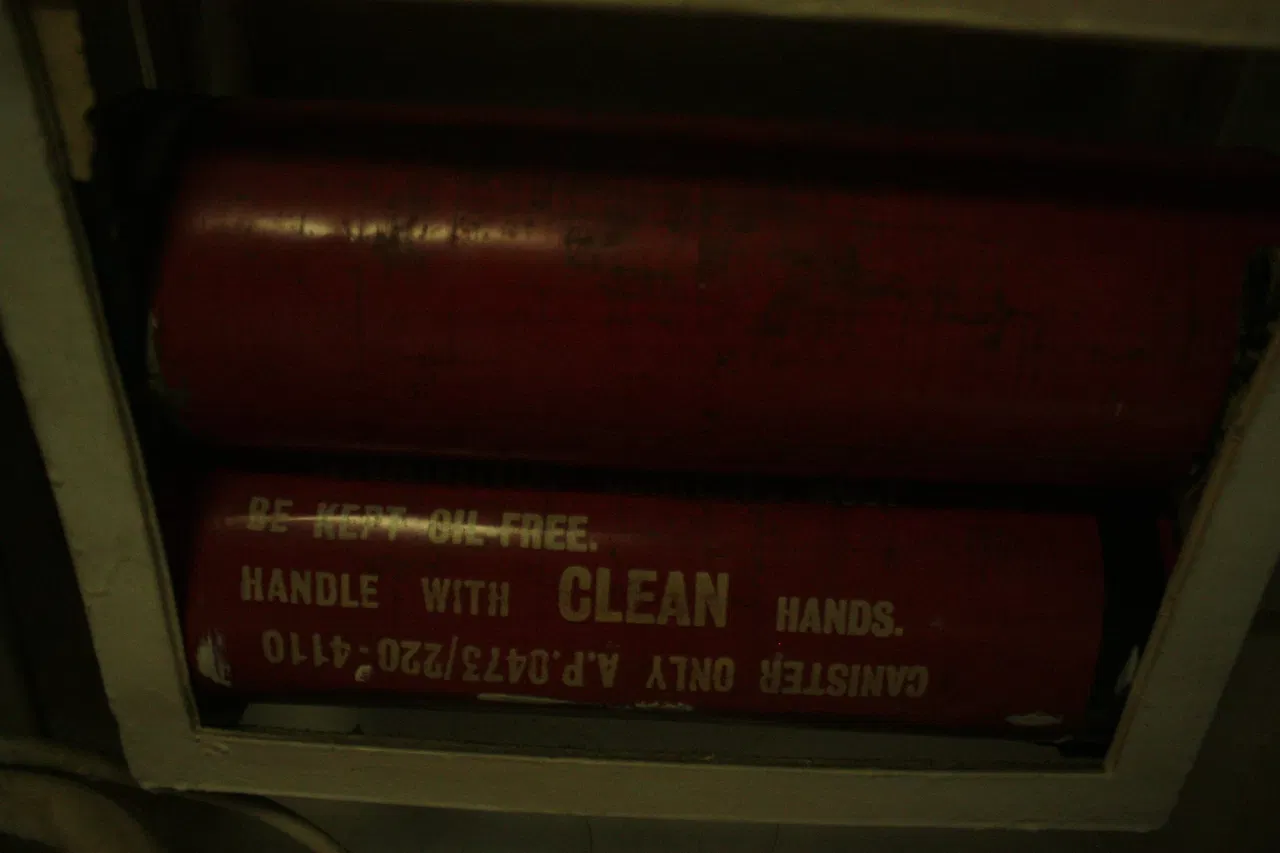 BE KEPT OIL-FREE.
HANDLE WITH CLEAN HANDS.
CANISTER ONLY A.P.0473/220-4110